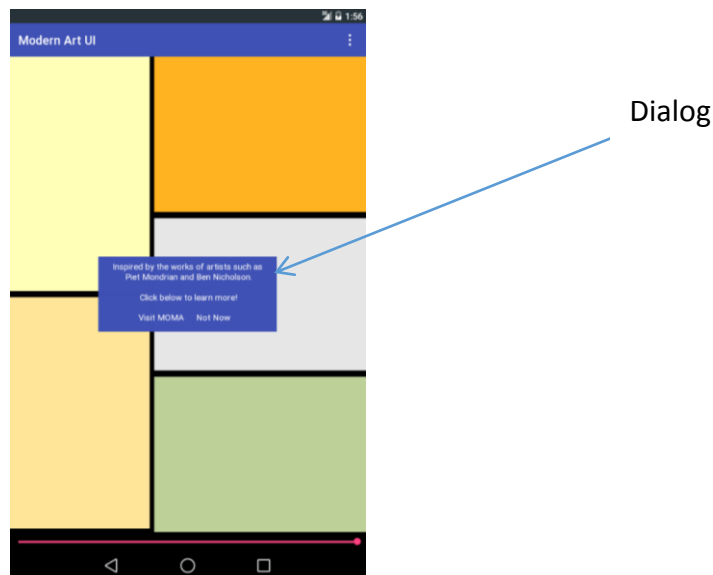 1:56
Modern Art UI
Dialog
Inspired by the works of artists such as
Piet Mondrian and Ben Nicholson.
Click below to learn more!
Visit MOMA Not Now